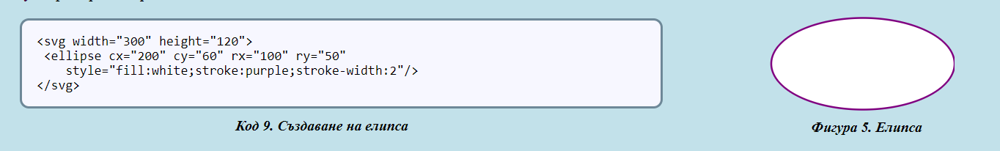 <svg width="300" height="120">
<ellipse cx="200" cy="60" rx="100" ry="50"
style="fill:white;stroke:purple;stroke-width:2"/>
</svg>
Код 9. Създаване на елипса
Фигура 5. Елипса